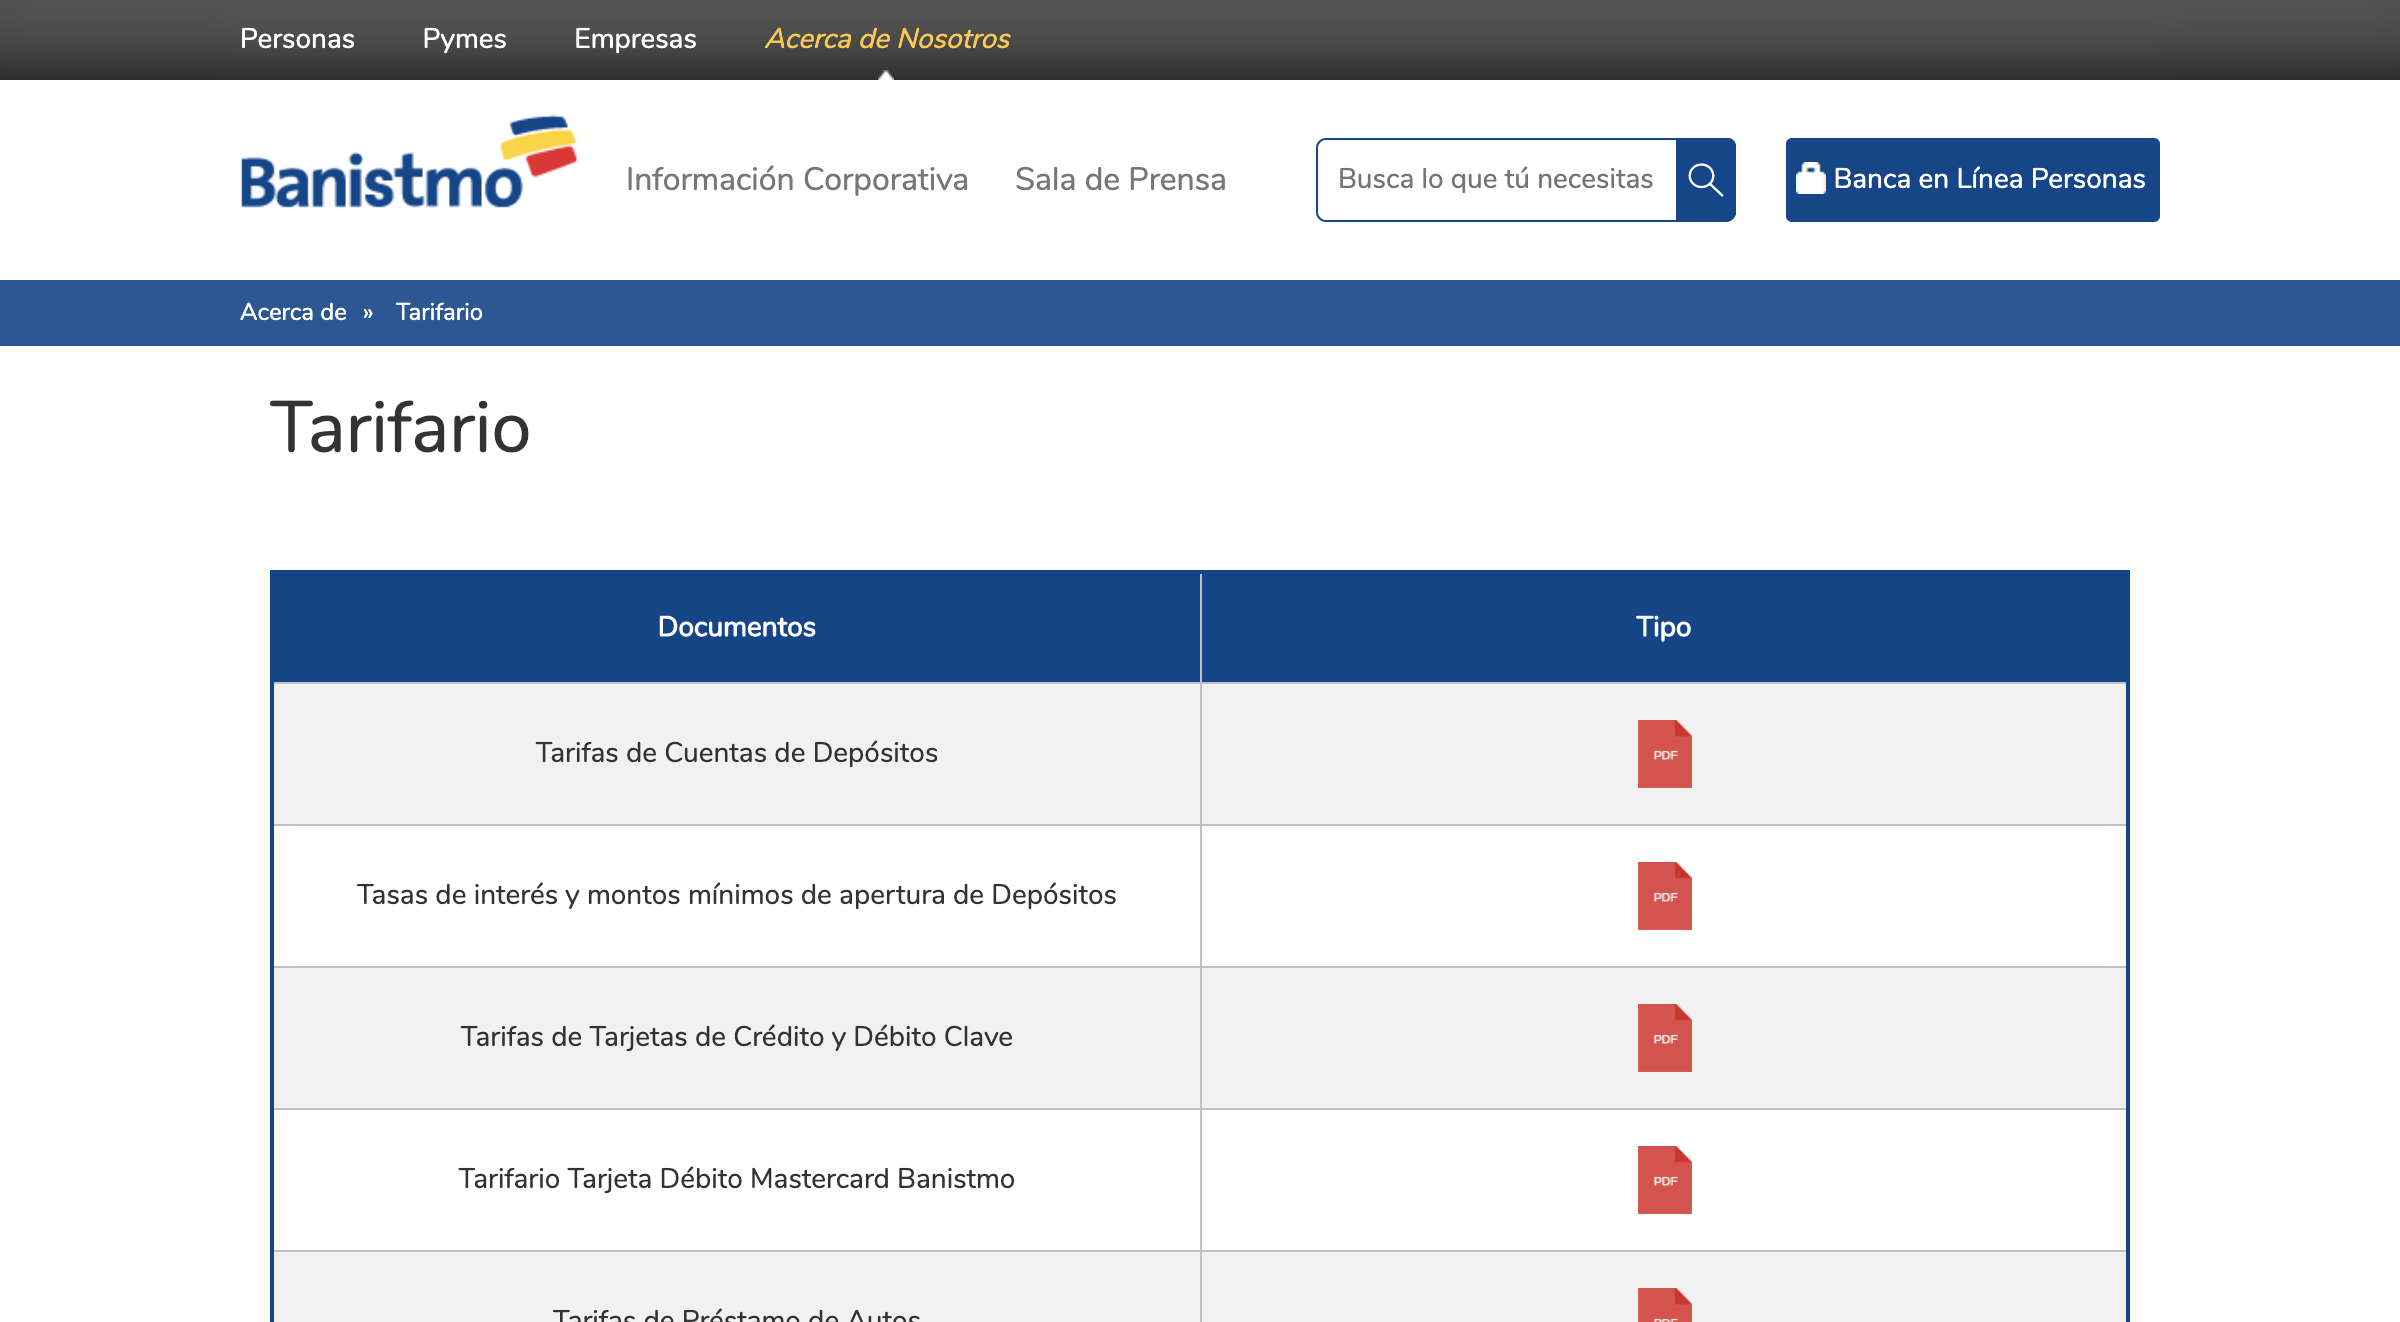 Personas Pymes Empresas Acerca de Nosotros
Banistmo Información Corporativa Sala de Prensa Busca lo que tú necesitas Banca en Línea Personas
Acerca de » Tarifario
Tarifario
Documentos Tipo
Tarifas de Cuentas de Depósitos PDF
Tasas de interés y montos mínimos de apertura de Depósitos PDF
Tarifas de Tarjetas de Crédito y Débito Clave PDF
Tarifario Tarjeta Débito Mastercard Banistmo PDF
Tarifas de Préstamo de Autos PDF